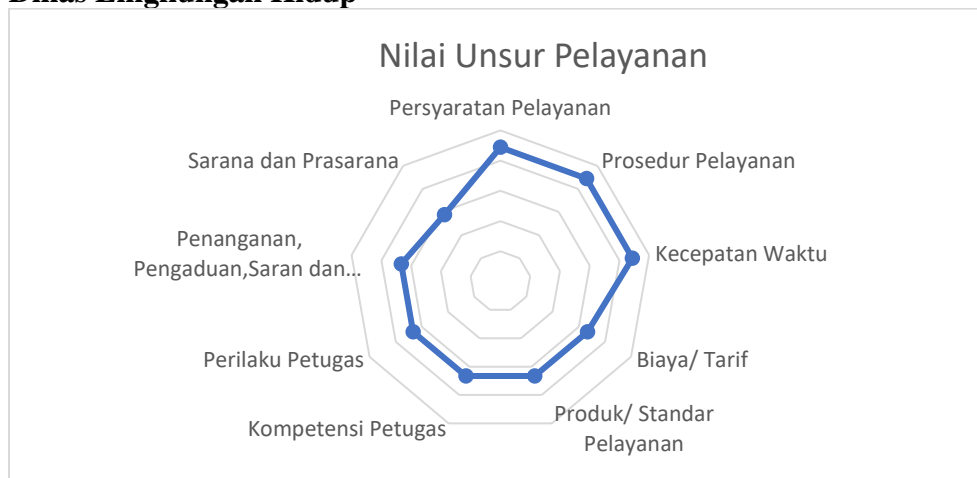 Dinas Lingkungan Hidup
Nilai Unsur Pelayanan
Persyaratan Pelayanan
Prosedur Pelayanan
Kecepatan Waktu
Biaya/ Tarif
Produk/ Standar
Pelayanan
Kompetensi Petugas
Perilaku Petugas
Penanganan,
Pengaduan,Saran dan…
Sarana dan Prasarana